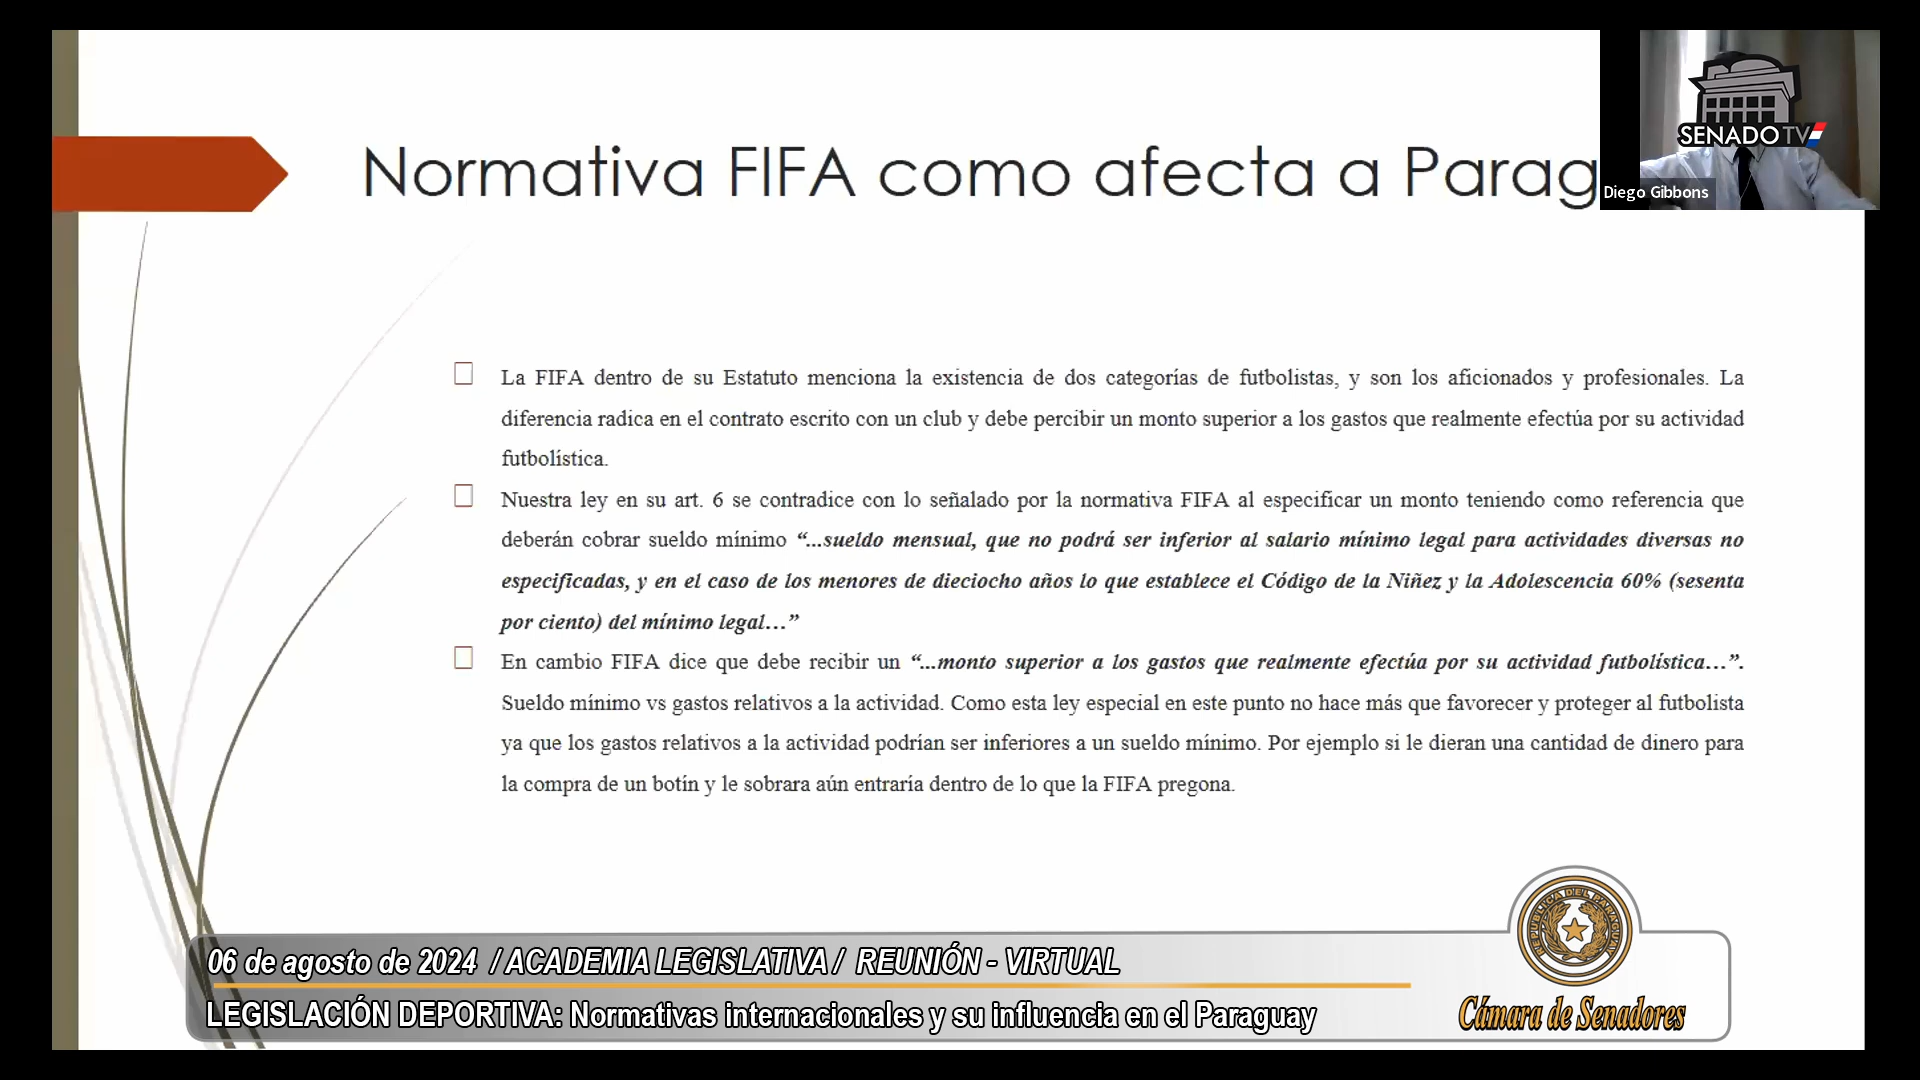 Normativa FIFA como afecta a Parag
SENADO TV
Diego Gibbons
La FIFA dentro de su Estatuto menciona la existencia de dos categorías de futbolistas, y son los aficionados y profesionales. La
diferencia radica en el contrato escrito con un club y debe percibir un monto superior a los gastos que realmente efectúa por su actividad
futbolística.
Nuestra ley en su art. 6 se contradice con lo señalado por la normativa FIFA al especificar un monto teniendo como referencia que
deberán cobrar sueldo mínimo “...sueldo mensual, que no podrá ser inferior al salario mínimo legal para actividades diversas no
especificadas, y en el caso de los menores de dieciocho años lo que establece el Código de la Niñez y la Adolescencia 60% (sesenta
por ciento) del mínimo legal…”
En cambio FIFA dice que debe recibir un “...monto superior a los gastos que realmente efectúa por su actividad futbolística…”.
Sueldo mínimo vs gastos relativos a la actividad. Como esta ley especial en este punto no hace más que favorecer y proteger al futbolista
ya que los gastos relativos a la actividad podrían ser inferiores a un sueldo mínimo. Por ejemplo si le dieran una cantidad de dinero para
la compra de un botín y le sobrara aún entraría dentro de lo que la FIFA pregona.
REPUBLICA DEL PARAGUAY
06 de agosto de 2024 / ACADEMIA LEGISLATIVA / REUNIÓN - VIRTUAL
LEGISLACIÓN DEPORTIVA: Normativas internacionales y su influencia en el Paraguay
Cámara de Senadores